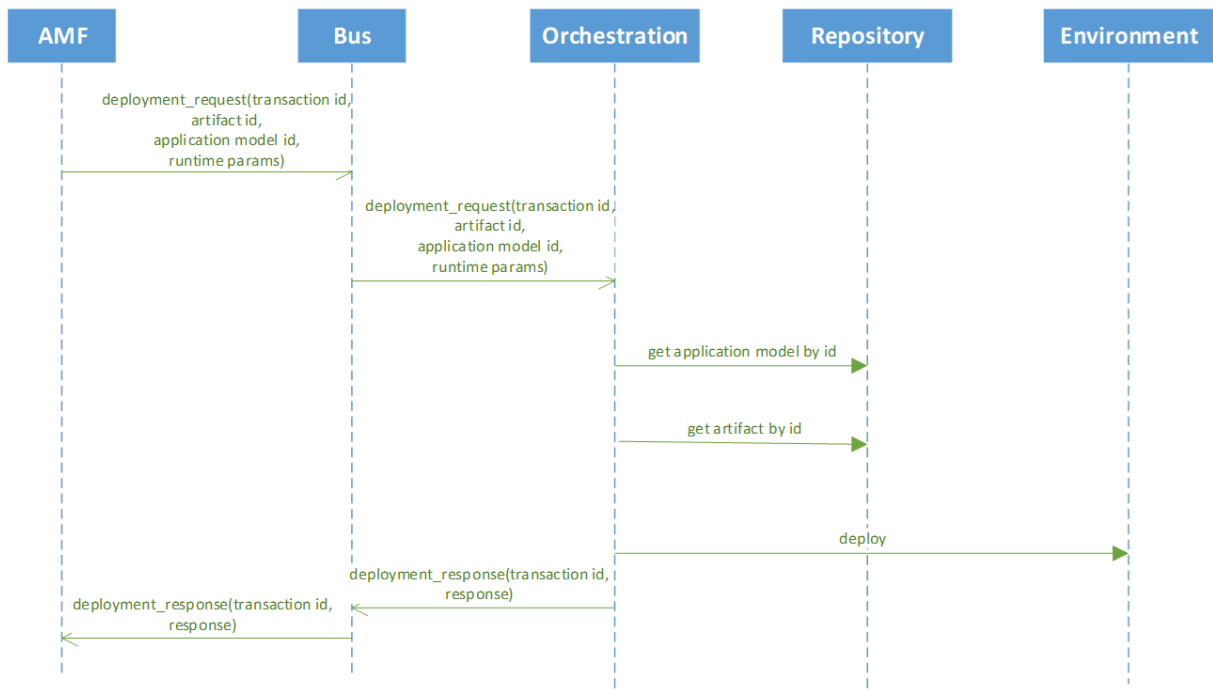 AMF
Bus
Orchestration
Repository
Environment
deployment_request(transaction id,
artifact id,
application model id,
runtime params)
deployment_request(transaction id,
artifact id,
application model id,
runtime params)
get application model by id
get artifact by id
deploy
deployment_response(transaction id,
response)
deployment_response(transaction id,
response)